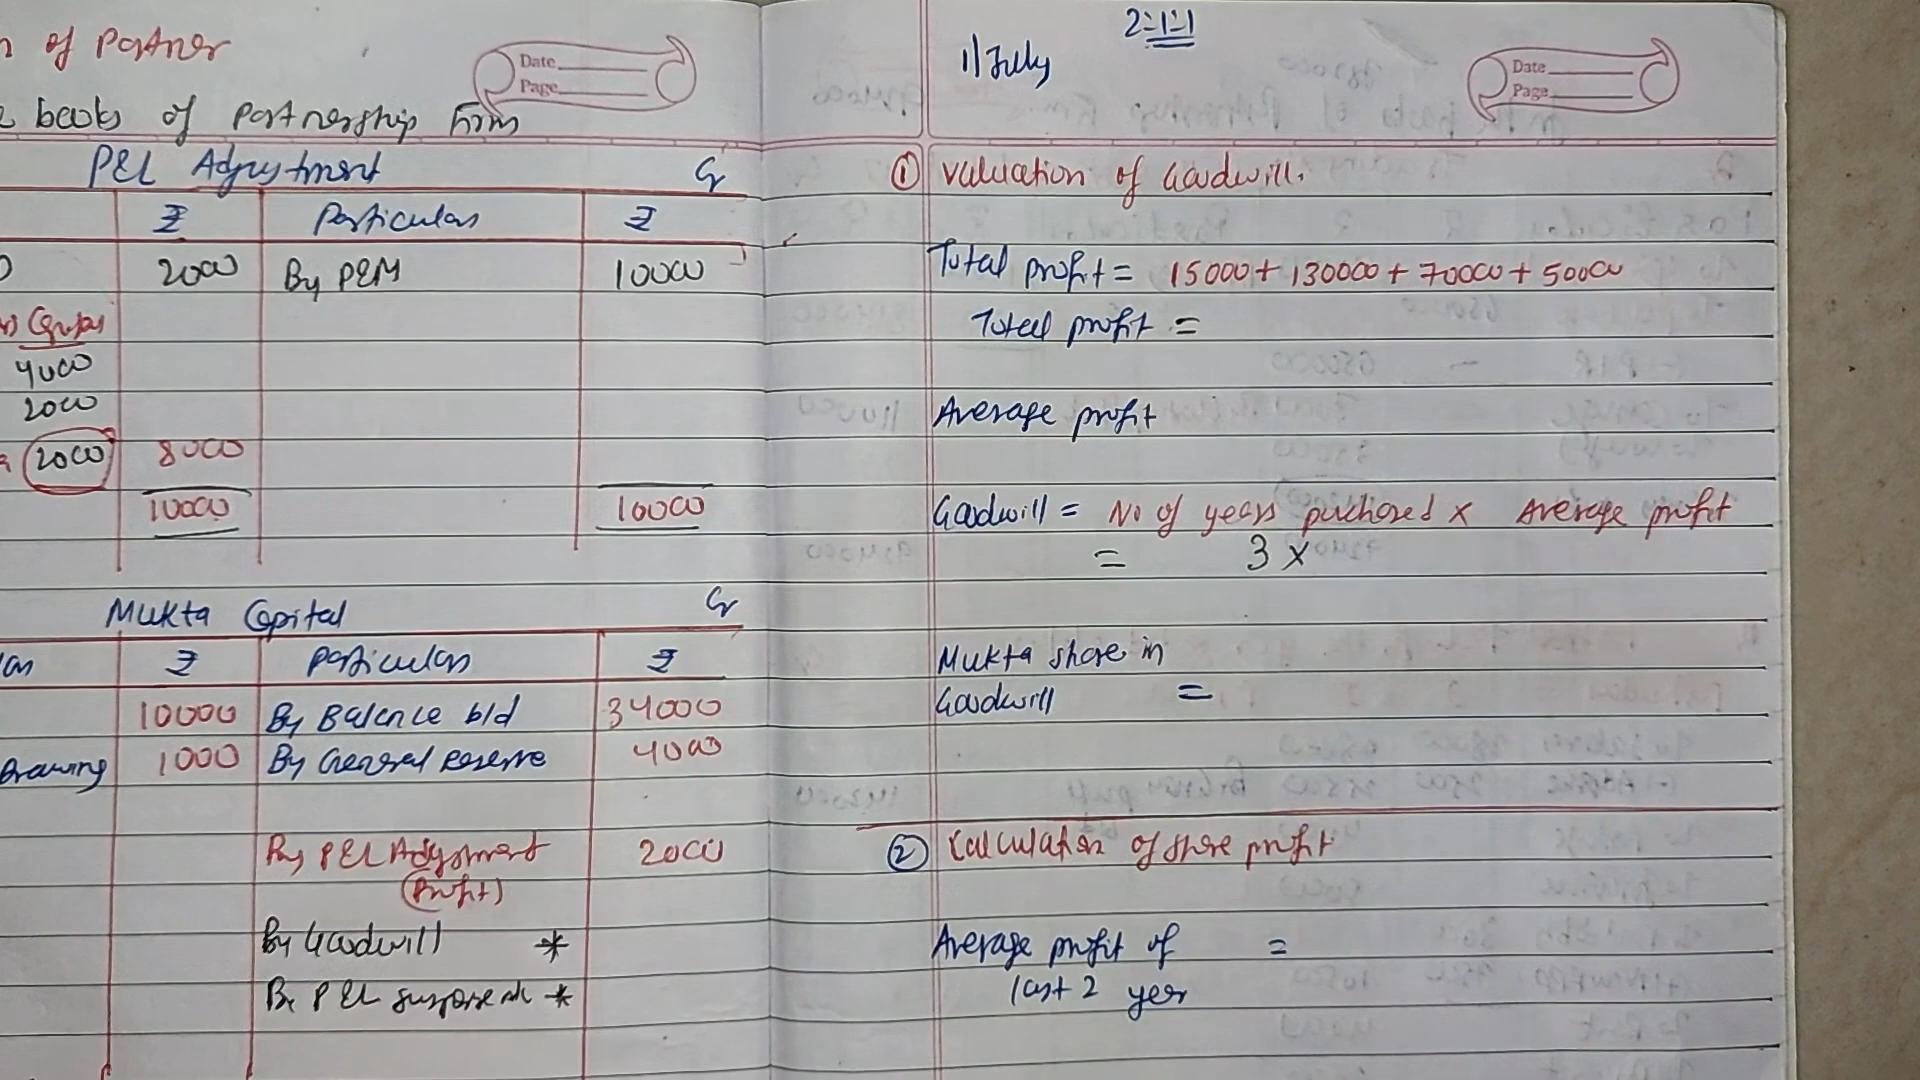 of Partner
Date
Page
books of Partnership Firm
P&L Adjustment Cr
₹ Particulars ₹
2000 By P&M 10000
4000
2000
2000 8000
10000 10000
Mukta Capital Cr
₹ Particulars ₹
10000 By Balance b/d 34000
Drawing 1000 By General Reserve 4000
By P&L Adjustment 2000
(Profit)
By Goodwill *
By P&L suspense *
2:1:1
1/July
Date
Page
① Valuation of Goodwill.
Total profit = 15000 + 130000 + 70000 + 50000
Total profit =
Average profit
Goodwill = No of years purchased x Average profit
= 3 x
Mukta share in
Goodwill =
② Calculation of share profit
Average profit of =
last 2 year